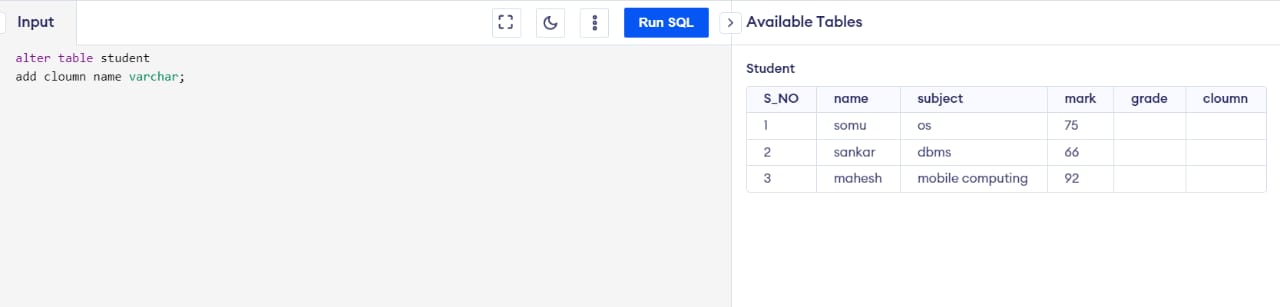 Input
Run SQL
Available Tables
alter table student
add cloumn name varchar;
Student
S_NO name subject mark grade cloumn
1 somu os 75
2 sankar dbms 66
3 mahesh mobile computing 92